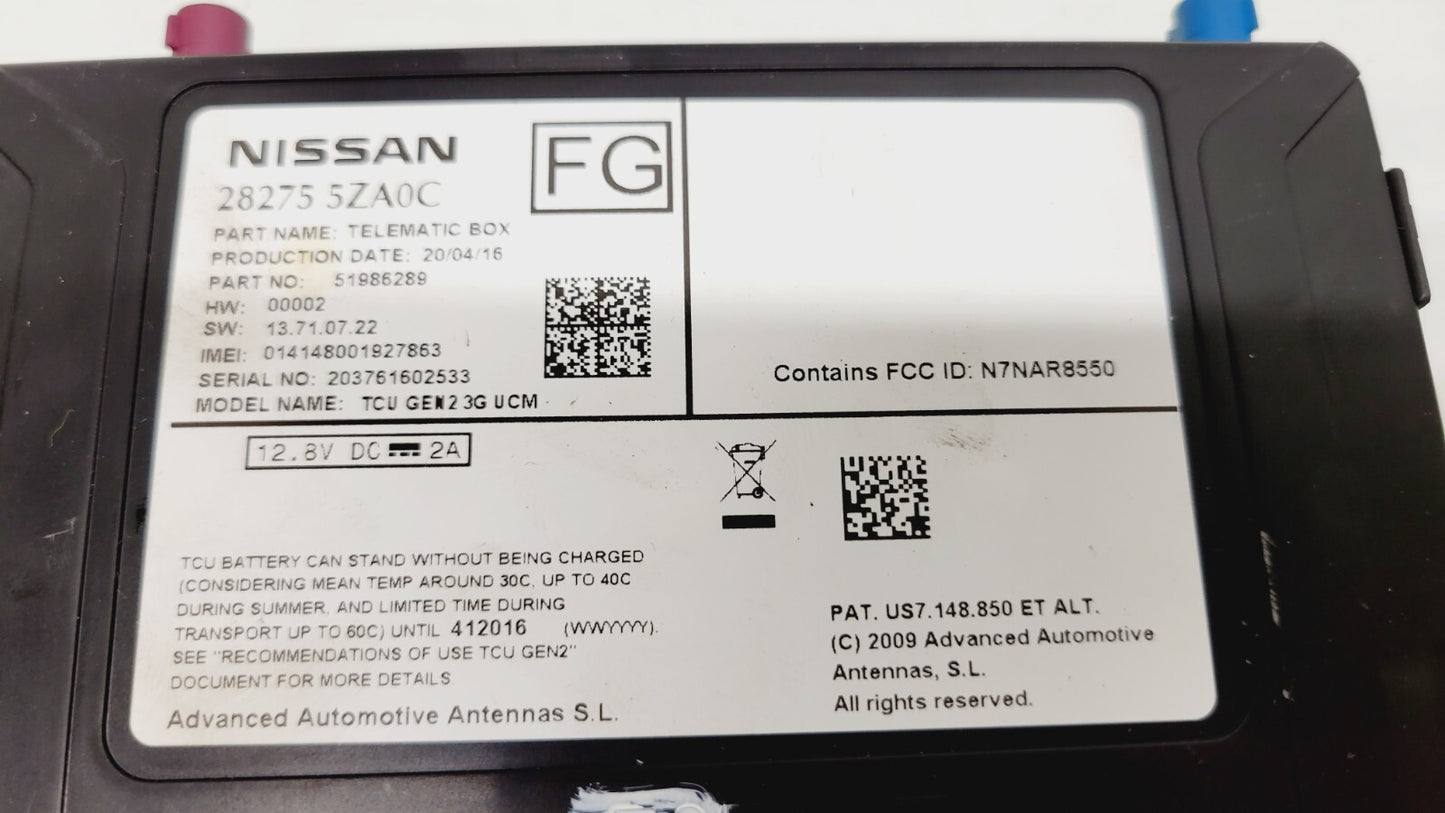 NISSAN
FG
28275 5ZA0C
PART NAME: TELEMATIC BOX
PRODUCTION DATE: 20/04/16
PART NO: 51986289
HW: 00002
SW: 13.71.07.22
IMEI: 014148001927863
SERIAL NO: 203761602533
MODEL NAME: TCU GEN2 3G UCM
Contains FCC ID: N7NAR8550
12.8V DC 2A
TCU BATTERY CAN STAND WITHOUT BEING CHARGED
(CONSIDERING MEAN TEMP AROUND 30C, UP TO 40C
DURING SUMMER, AND LIMITED TIME DURING
TRANSPORT UP TO 60C) UNTIL 412016 (WWYYYY).
SEE "RECOMMENDATIONS OF USE TCU GEN2"
DOCUMENT FOR MORE DETAILS
Advanced Automotive Antennas S.L.
PAT. US7.148.850 ET ALT.
(C) 2009 Advanced Automotive
Antennas, S.L.
All rights reserved.